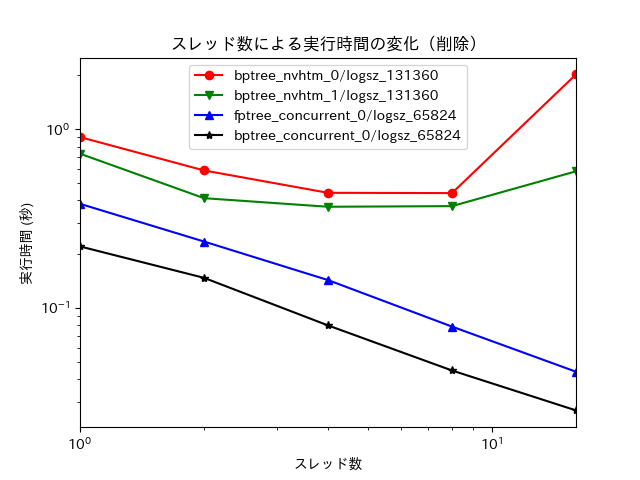 スレッド数による実行時間の変化（削除）
bptree_nvhtm_0/logsz_131360
bptree_nvhtm_1/logsz_131360
fptree_concurrent_0/logsz_65824
bptree_concurrent_0/logsz_65824
実行時間 (秒)
10⁰
10⁻¹
10⁰
10¹
スレッド数